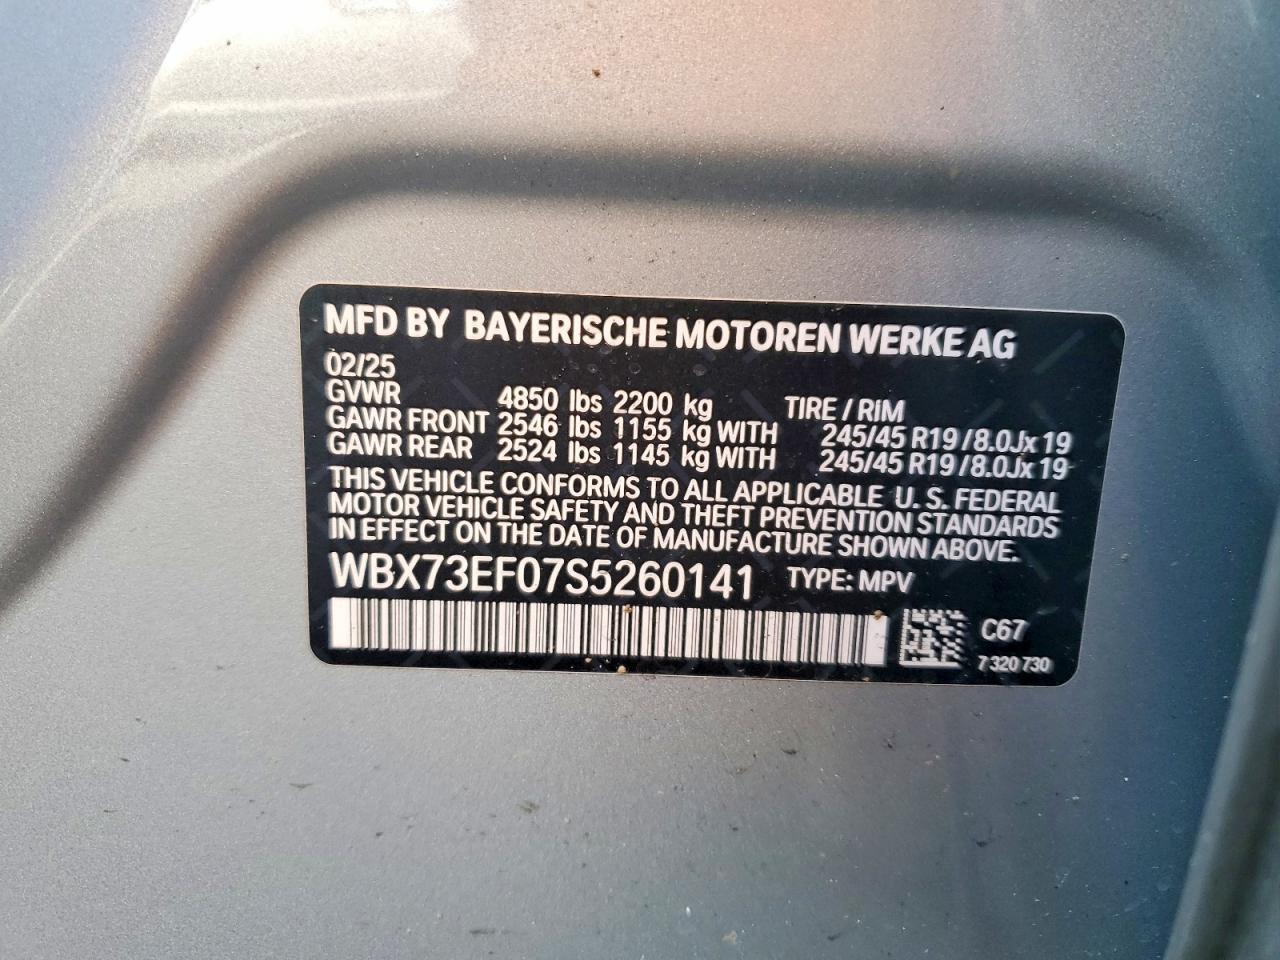 MFD BY BAYERISCHE MOTOREN WERKE AG
02/25
GVWR 4850 lbs 2200 kg TIRE / RIM
GAWR FRONT 2546 lbs 1155 kg WITH 245/45 R19 / 8.0Jx19
GAWR REAR 2524 lbs 1145 kg WITH 245/45 R19 / 8.0Jx19
THIS VEHICLE CONFORMS TO ALL APPLICABLE U.S. FEDERAL
MOTOR VEHICLE SAFETY AND THEFT PREVENTION STANDARDS
IN EFFECT ON THE DATE OF MANUFACTURE SHOWN ABOVE.
WBX73EF07S5260141 TYPE: MPV
C67
7 320 730